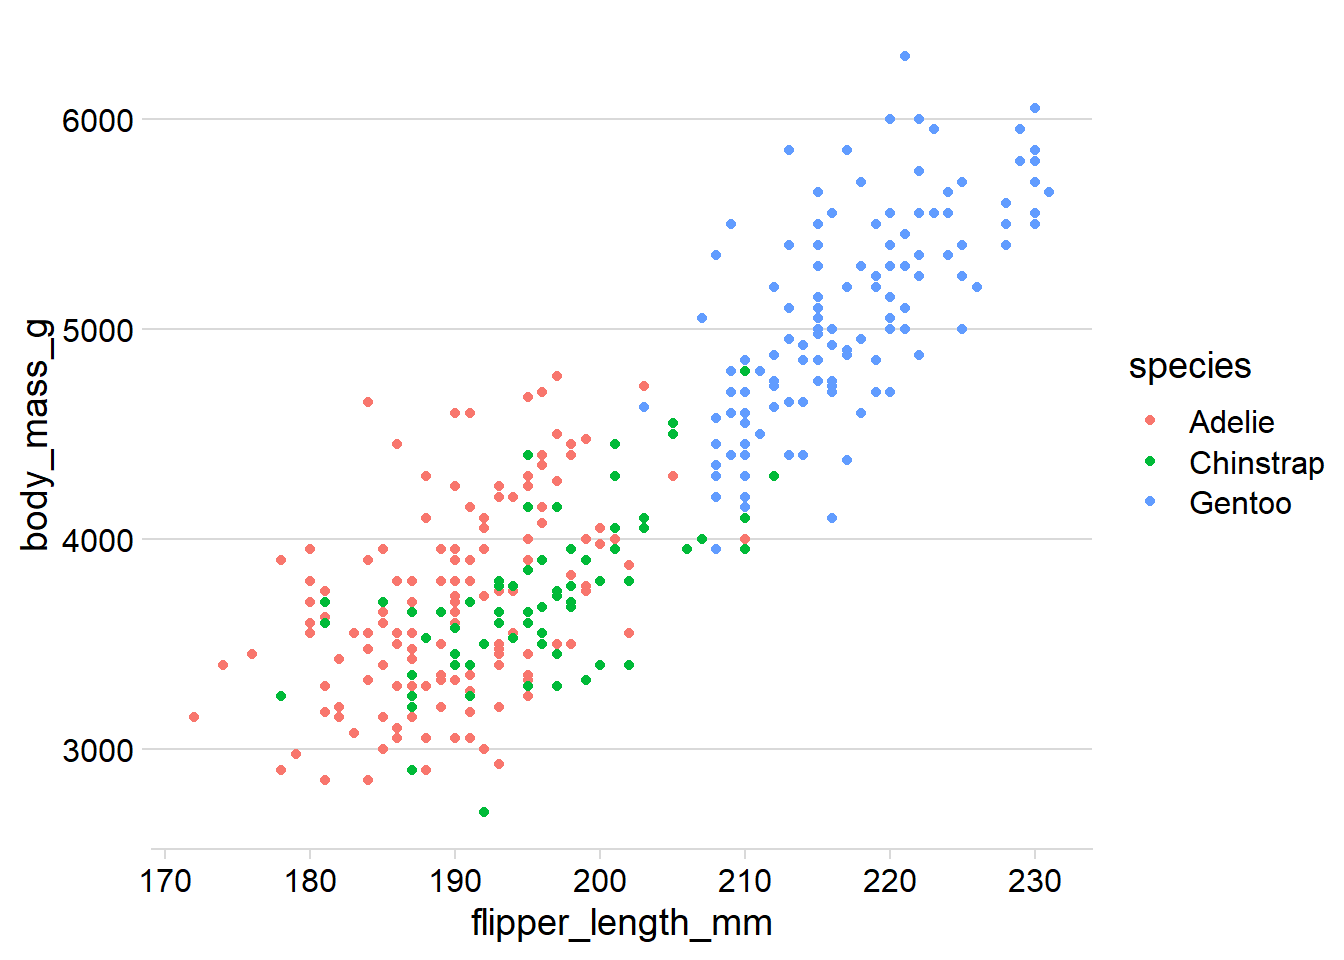 6000
5000
4000
3000
body_mass_g
170 180 190 200 210 220 230
flipper_length_mm
species
Adelie
Chinstrap
Gentoo